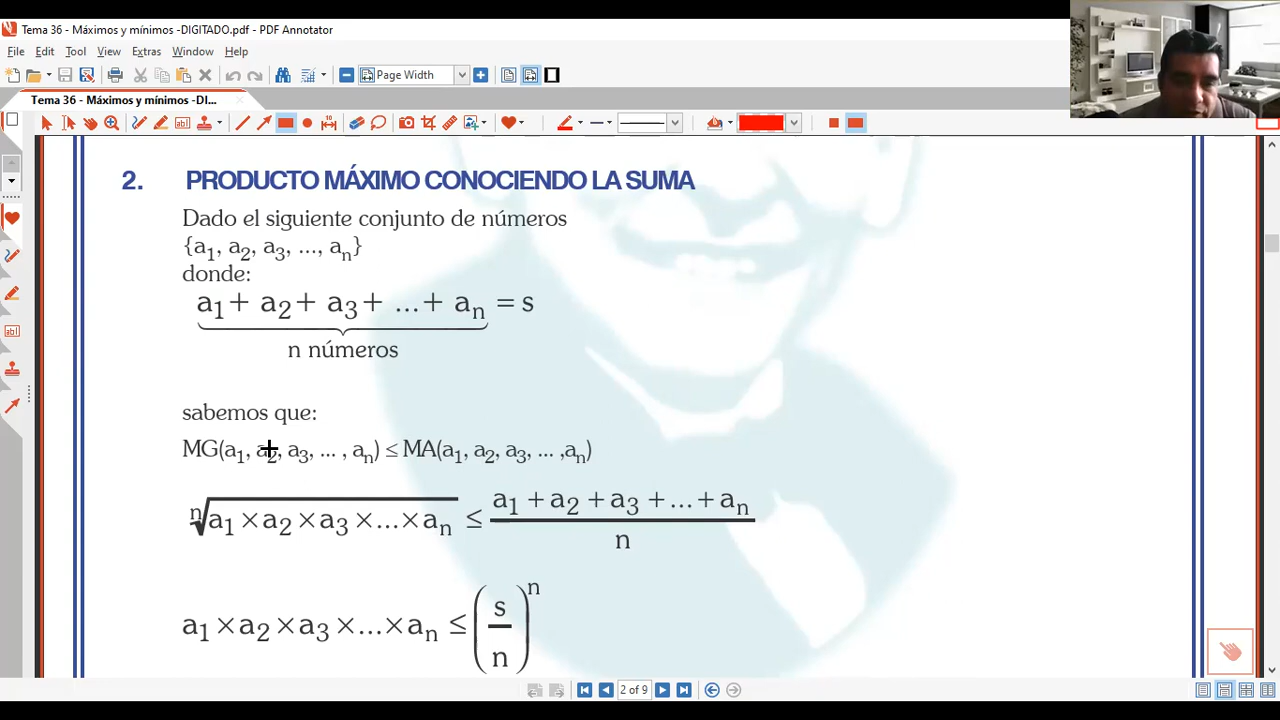 Tema 36 - Máximos y mínimos -DIGITADO.pdf - PDF Annotator
File Edit Tool View Extras Window Help
Page Width
Tema 36 - Máximos y mínimos -DI...
2. PRODUCTO MÁXIMO CONOCIENDO LA SUMA
Dado el siguiente conjunto de números
{a₁, a₂, a₃, ..., aₙ}
donde:
a₁+ a₂+ a₃+ ...+ aₙ = s
n números
sabemos que:
MG(a₁, a₂, a₃, ... , aₙ) ≤ MA(a₁, a₂, a₃, ... ,aₙ)
ⁿ√(a₁ × a₂ × a₃ × ... × aₙ) ≤ (a₁ + a₂ + a₃ + ... + aₙ)/n
a₁ × a₂ × a₃ × ... × aₙ ≤ (s/n)ⁿ
2 of 9